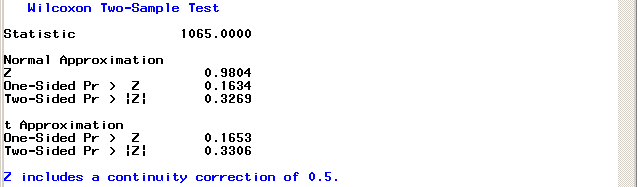 Wilcoxon Two-Sample Test
Statistic 1065.0000
Normal Approximation
Z 0.9804
One-Sided Pr > Z 0.1634
Two-Sided Pr > |Z| 0.3269
t Approximation
One-Sided Pr > Z 0.1653
Two-Sided Pr > |Z| 0.3306
Z includes a continuity correction of 0.5.